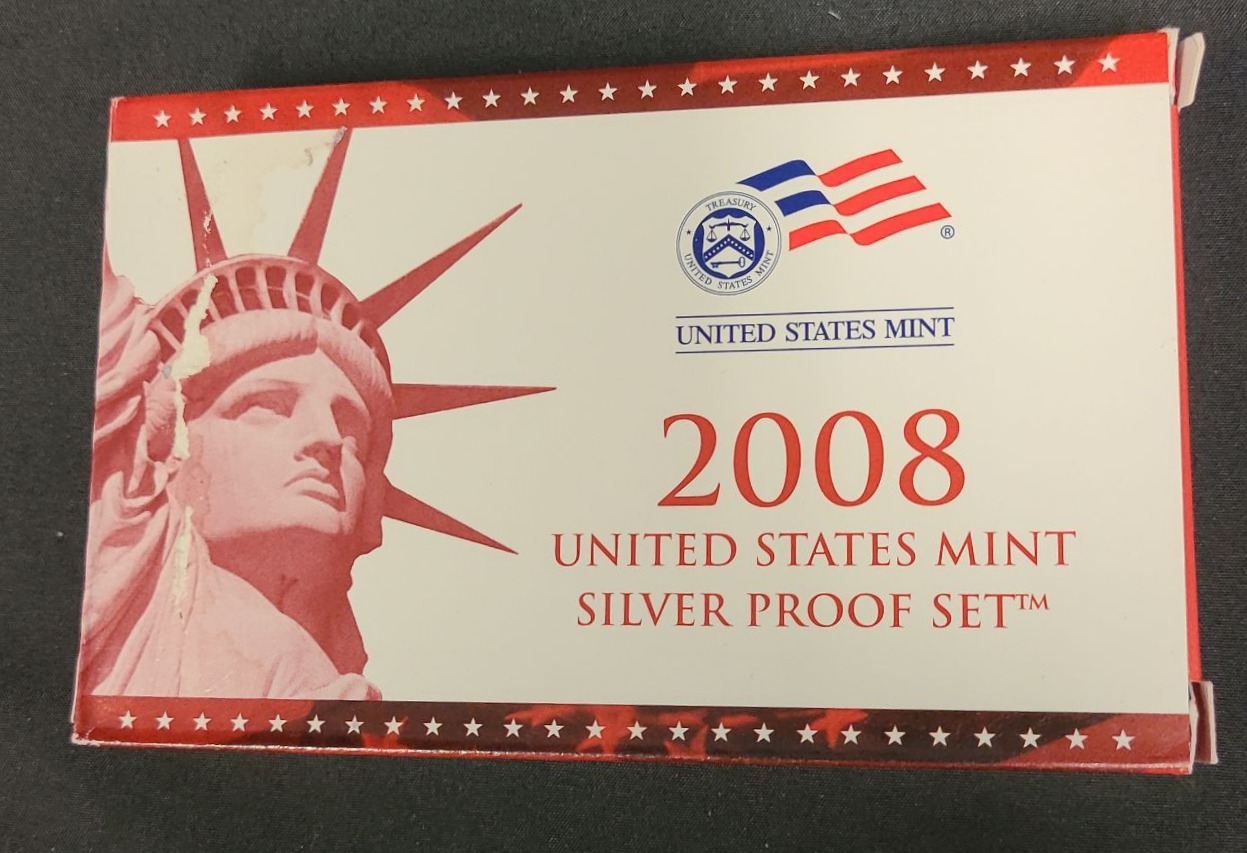 TREASURY
UNITED STATES MINT
®
UNITED STATES MINT
2008
UNITED STATES MINT
SILVER PROOF SET™